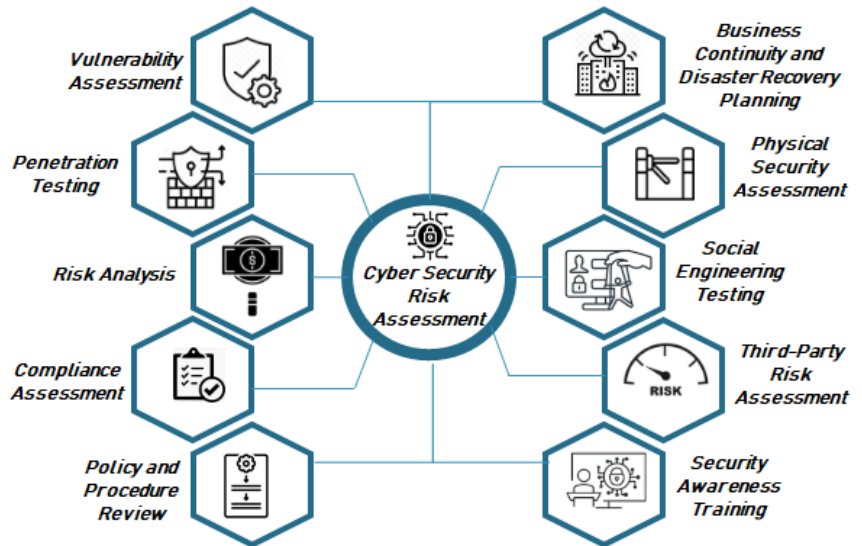 Vulnerability
Assessment
Penetration
Testing
Risk Analysis
Compliance
Assessment
Policy and
Procedure
Review
Cyber Security
Risk
Assessment
Business
Continuity and
Disaster Recovery
Planning
Physical
Security
Assessment
Social
Engineering
Testing
RISK
Third-Party
Risk
Assessment
Security
Awareness
Training